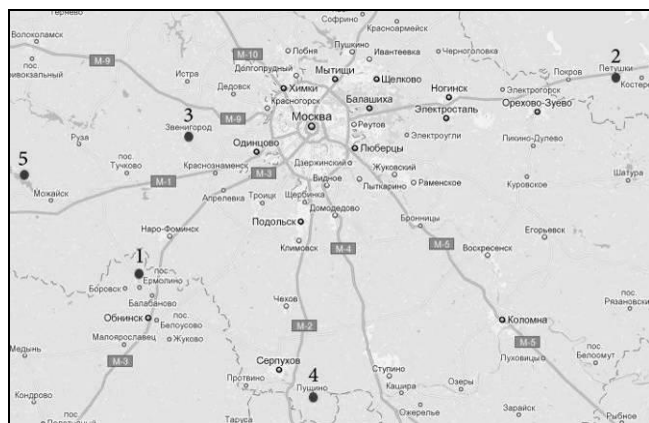 Теряево
Софрино
Красноармейск
Волоколамск
пос.
Привокзальный
М-9
М-10
Лобня
Пушкино
Ивантеевка
Черноголовка
2
Петушки
Долгопрудный
Мытищи
Щелково
Покров
Костерево
Истра
Дедовск
Химки
Ногинск
Электрогорск
3
Звенигород
Красногорск
М-9
Балашиха
Электросталь
Орехово-Зуево
Москва
Реутов
Электроугли
Ликино-Дулево
Руза
Одинцово
Люберцы
5
пос.
Тучково
Краснознаменск
М-3
Дзержинский
Жуковский
М-1
Видное
Лыткарино
Раменское
Куровское
Шатура
Можайск
Апрелевка
Троицк
Щербинка
Домодедово
Наро-Фоминск
Подольск
Бронницы
Егорьевск
Климовск
М-4
М-5
Воскресенск
1
пос.
Ермолино
Боровск
Балабаново
Чехов
пос.
Рязановский
Обнинск
пос.
Белоусово
М-2
Коломна
Малоярославец
Жуково
М-5
Медынь
М-3
Луховицы
пос.
Белоомут
Серпухов
Ступино
Протвино
4
Пущино
Кашира
Озеры
Кондрово
Таруса
Ожерелье
Зарайск
Рыбное
пос.